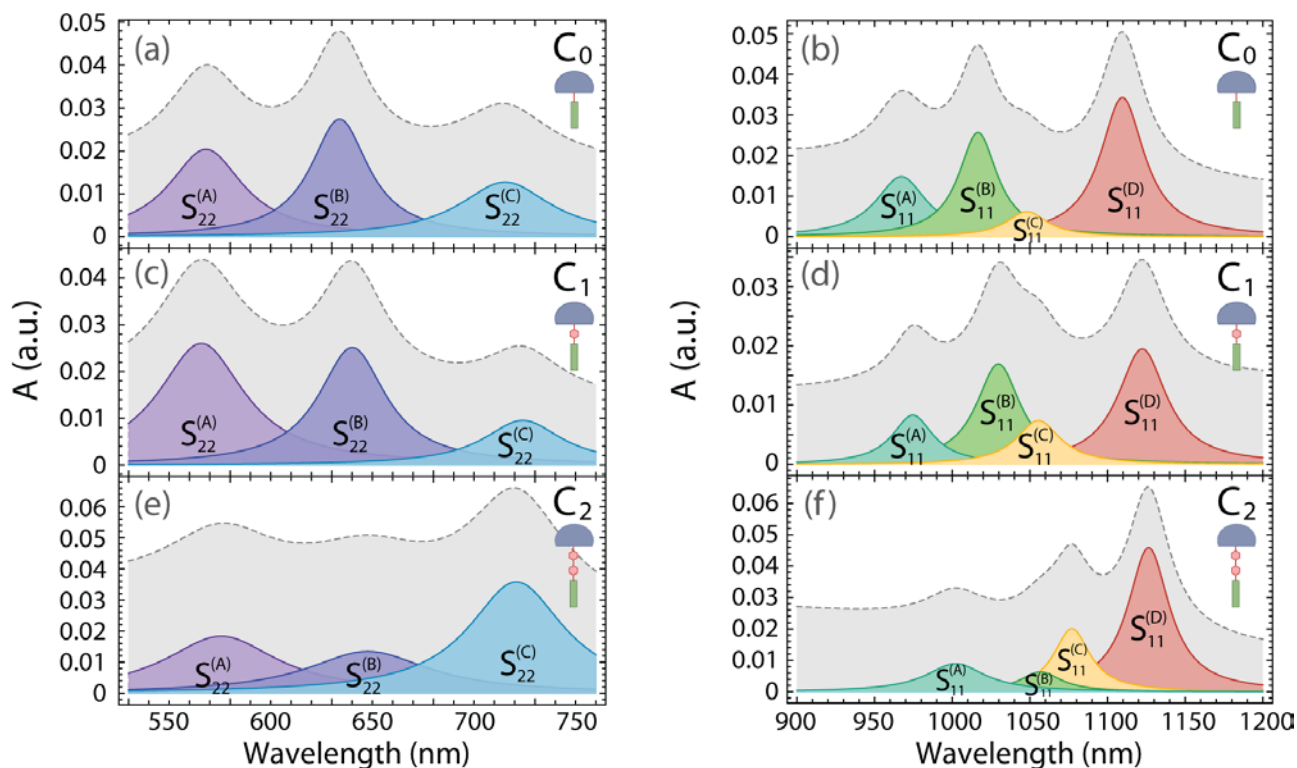 (a)
C0
0.05
0.04
0.03
0.02
0.01
0
S22(A)
S22(B)
S22(C)
(b)
C0
0.05
0.04
0.03
0.02
0.01
0
S11(A)
S11(B)
S11(C)
S11(D)
(c)
C1
0.04
0.03
0.02
0.01
0
S22(A)
S22(B)
S22(C)
A (a.u.)
(d)
C1
0.03
0.02
0.01
0
S11(A)
S11(B)
S11(C)
S11(D)
A (a.u.)
(e)
C2
0.06
0.05
0.04
0.03
0.02
0.01
0
S22(A)
S22(B)
S22(C)
550 600 650 700 750
Wavelength (nm)
(f)
C2
0.06
0.05
0.04
0.03
0.02
0.01
0
S11(A)
S11(B)
S11(C)
S11(D)
900 950 1000 1050 1100 1150 1200
Wavelength (nm)